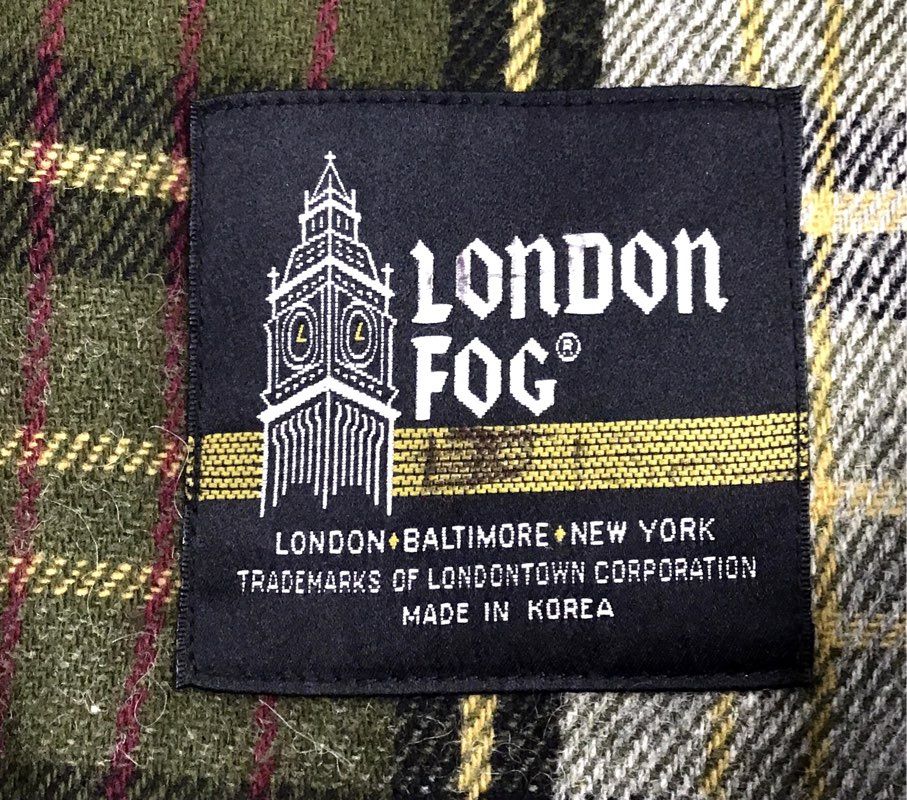 L L
LONDON
FOG®
LONDON♦BALTIMORE♦NEW YORK
TRADEMARKS OF LONDONTOWN CORPORATION
MADE IN KOREA